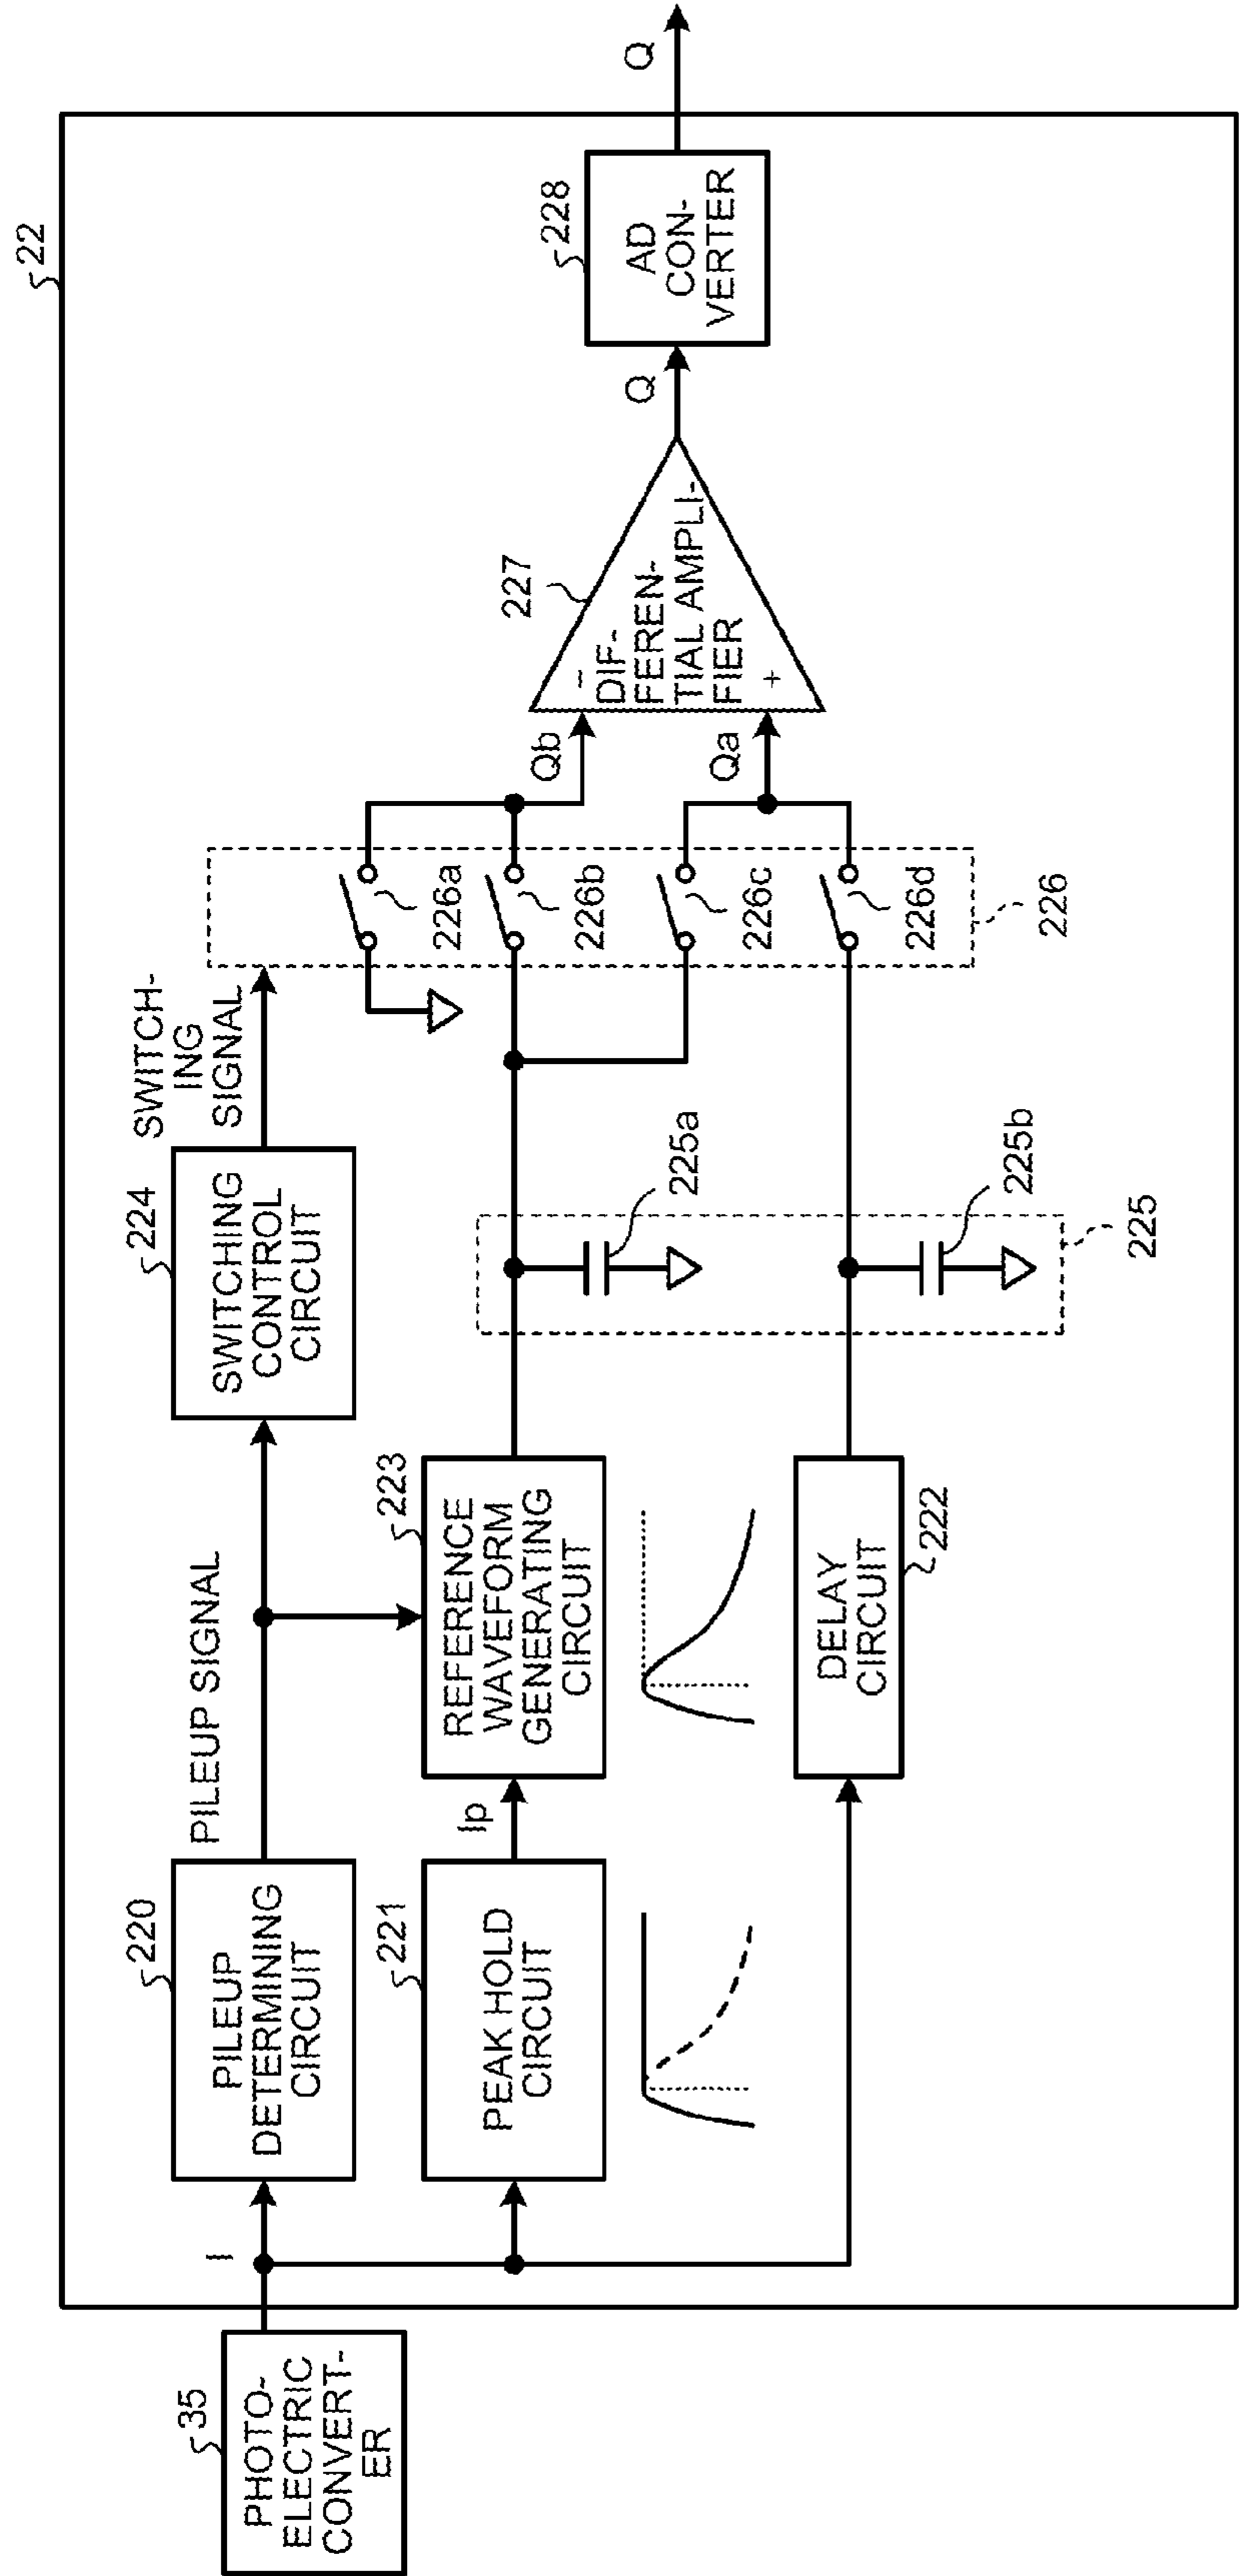 35
PHOTO-
ELECTRIC
CONVERT-
ER
I
22
220
PILEUP
DETERMINING
CIRCUIT
PILEUP SIGNAL
224
SWITCHING
CONTROL
CIRCUIT
SWITCH-
ING
SIGNAL
221
PEAK HOLD
CIRCUIT
Ip
223
REFERENCE
WAVEFORM
GENERATING
CIRCUIT
DELAY
CIRCUIT
222
225a
225b
225
226a
226b
226c
226d
226
Qb
Qa
227
−
DIF-
FEREN-
TIAL AMPLI-
FIER
+
Q
228
AD
CON-
VERTER
Q